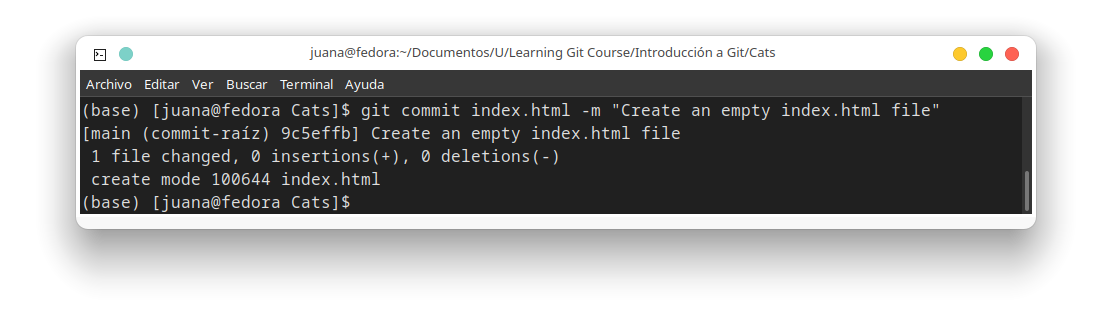 juana@fedora:~/Documentos/U/Learning Git Course/Introducción a Git/Cats
Archivo Editar Ver Buscar Terminal Ayuda
(base) [juana@fedora Cats]$ git commit index.html -m "Create an empty index.html file"
[main (commit-raíz) 9c5effb] Create an empty index.html file
 1 file changed, 0 insertions(+), 0 deletions(-)
 create mode 100644 index.html
(base) [juana@fedora Cats]$